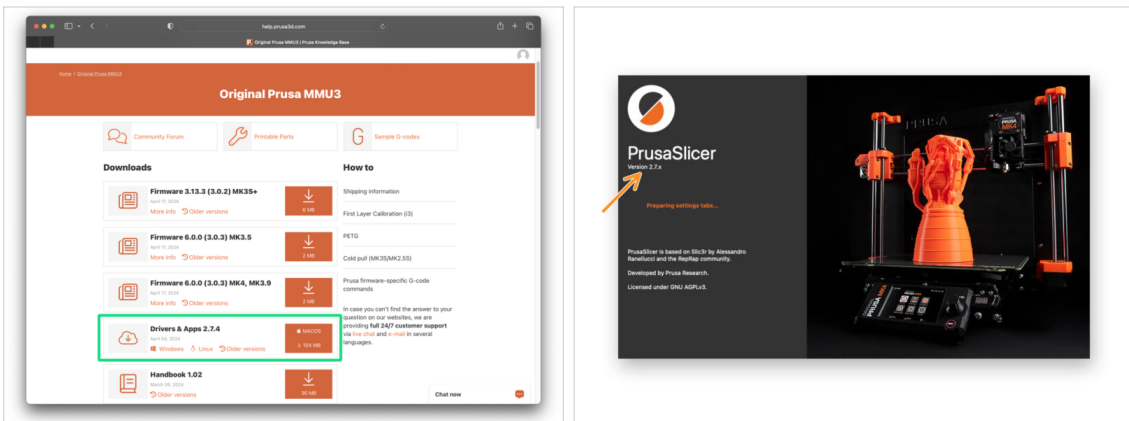 help.prusa3d.com
Original Prusa MMU3 | Prusa Knowledge Base
Home / Original Prusa MMU3
Original Prusa MMU3
Community Forum
Printable Parts
G
Sample G-codes
Downloads
Firmware 3.13.3 (3.0.2) MK3S+
April 17, 2024
More info Older versions
6 MB
Firmware 6.0.0 (3.0.3) MK3.5
April 17, 2024
More info Older versions
2 MB
Firmware 6.0.0 (3.0.3) MK4, MK3.9
April 17, 2024
More info Older versions
2 MB
Drivers & Apps 2.7.4
April 04, 2024
Windows Linux Older versions
MACOS
104 MB
Handbook 1.02
March 26, 2024
Older versions
36 MB
How to
Shipping information
First Layer Calibration (i3)
PETG
Cold pull (MK3S/MK2.5S)
Prusa firmware-specific G-code
commands
In case you can't find the answer to your
question on our websites, we are
providing full 24/7 customer support
via live chat and e-mail in several
languages.
Chat now
PrusaSlicer
Version 2.7.x
Preparing settings tabs...
PrusaSlicer is based on Slic3r by Alessandro
Ranellucci and the RepRap community.
Developed by Prusa Research.
Licensed under GNU AGPLv3.
PRUSA
PRUSA
MK4
PRUSA MK4